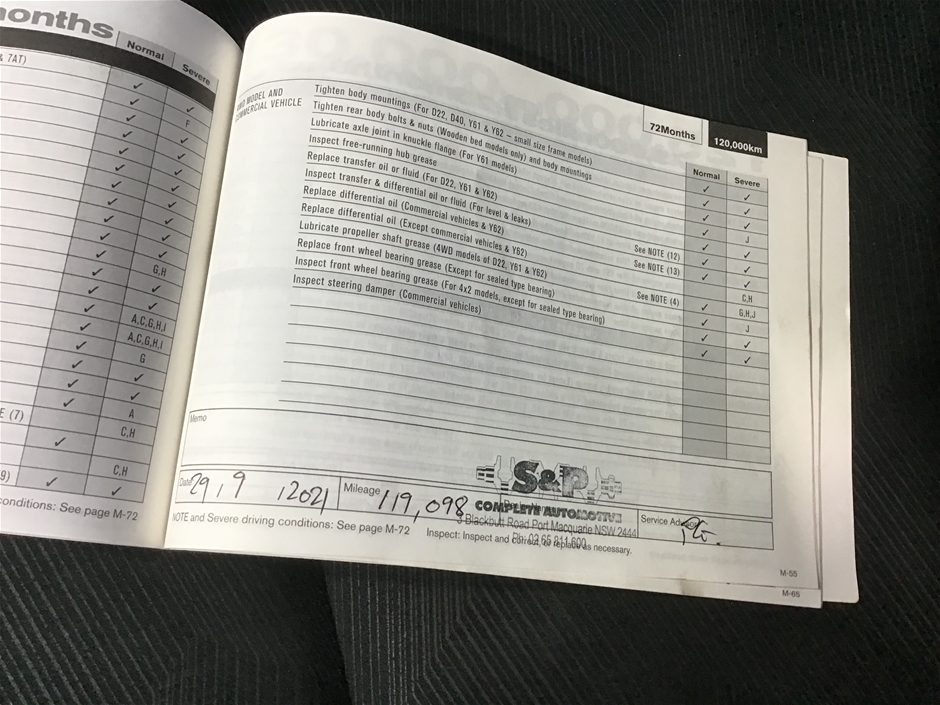 months
Normal
Severe
& 7AT)
F
G,H
A,C,G,H,I
A,C,G,H,I
G
A
E (7)
C,H
C,H
9)
onditions: See page M-72
72Months
120,000km
Normal
Severe
WD MODEL AND
OMMERCIAL VEHICLE
Tighten body mountings (For D22, D40, Y61 & Y62 – small size frame models)
Tighten rear body bolts & nuts (Wooden bed models only) and body mountings
Lubricate axle joint in knuckle flange (For Y61 models)
Inspect free-running hub grease
J
Replace transfer oil or fluid (For D22, Y61 & Y62)
Inspect transfer & differential oil or fluid (For level & leaks)
Replace differential oil (Commercial vehicles & Y62)
See NOTE (12)
C,H
Replace differential oil (Except commercial vehicles & Y62)
See NOTE (13)
G,H,J
Lubricate propeller shaft grease (4WD models of D22, Y61 & Y62)
J
Replace front wheel bearing grease (Except for sealed type bearing)
See NOTE (4)
Inspect front wheel bearing grease (For 4x2 models, except for sealed type bearing)
Inspect steering damper (Commercial vehicles)
Memo
Date 29 / 9 / 2021
Mileage 119,098
S&P
COMPLETE AUTOMOTIVE
3 Blackbutt Road Port Macquarie NSW 2444
Service Advisor
NOTE and Severe driving conditions: See page M-72
Inspect: Inspect and correct, or replace as necessary.
M-55
M-65